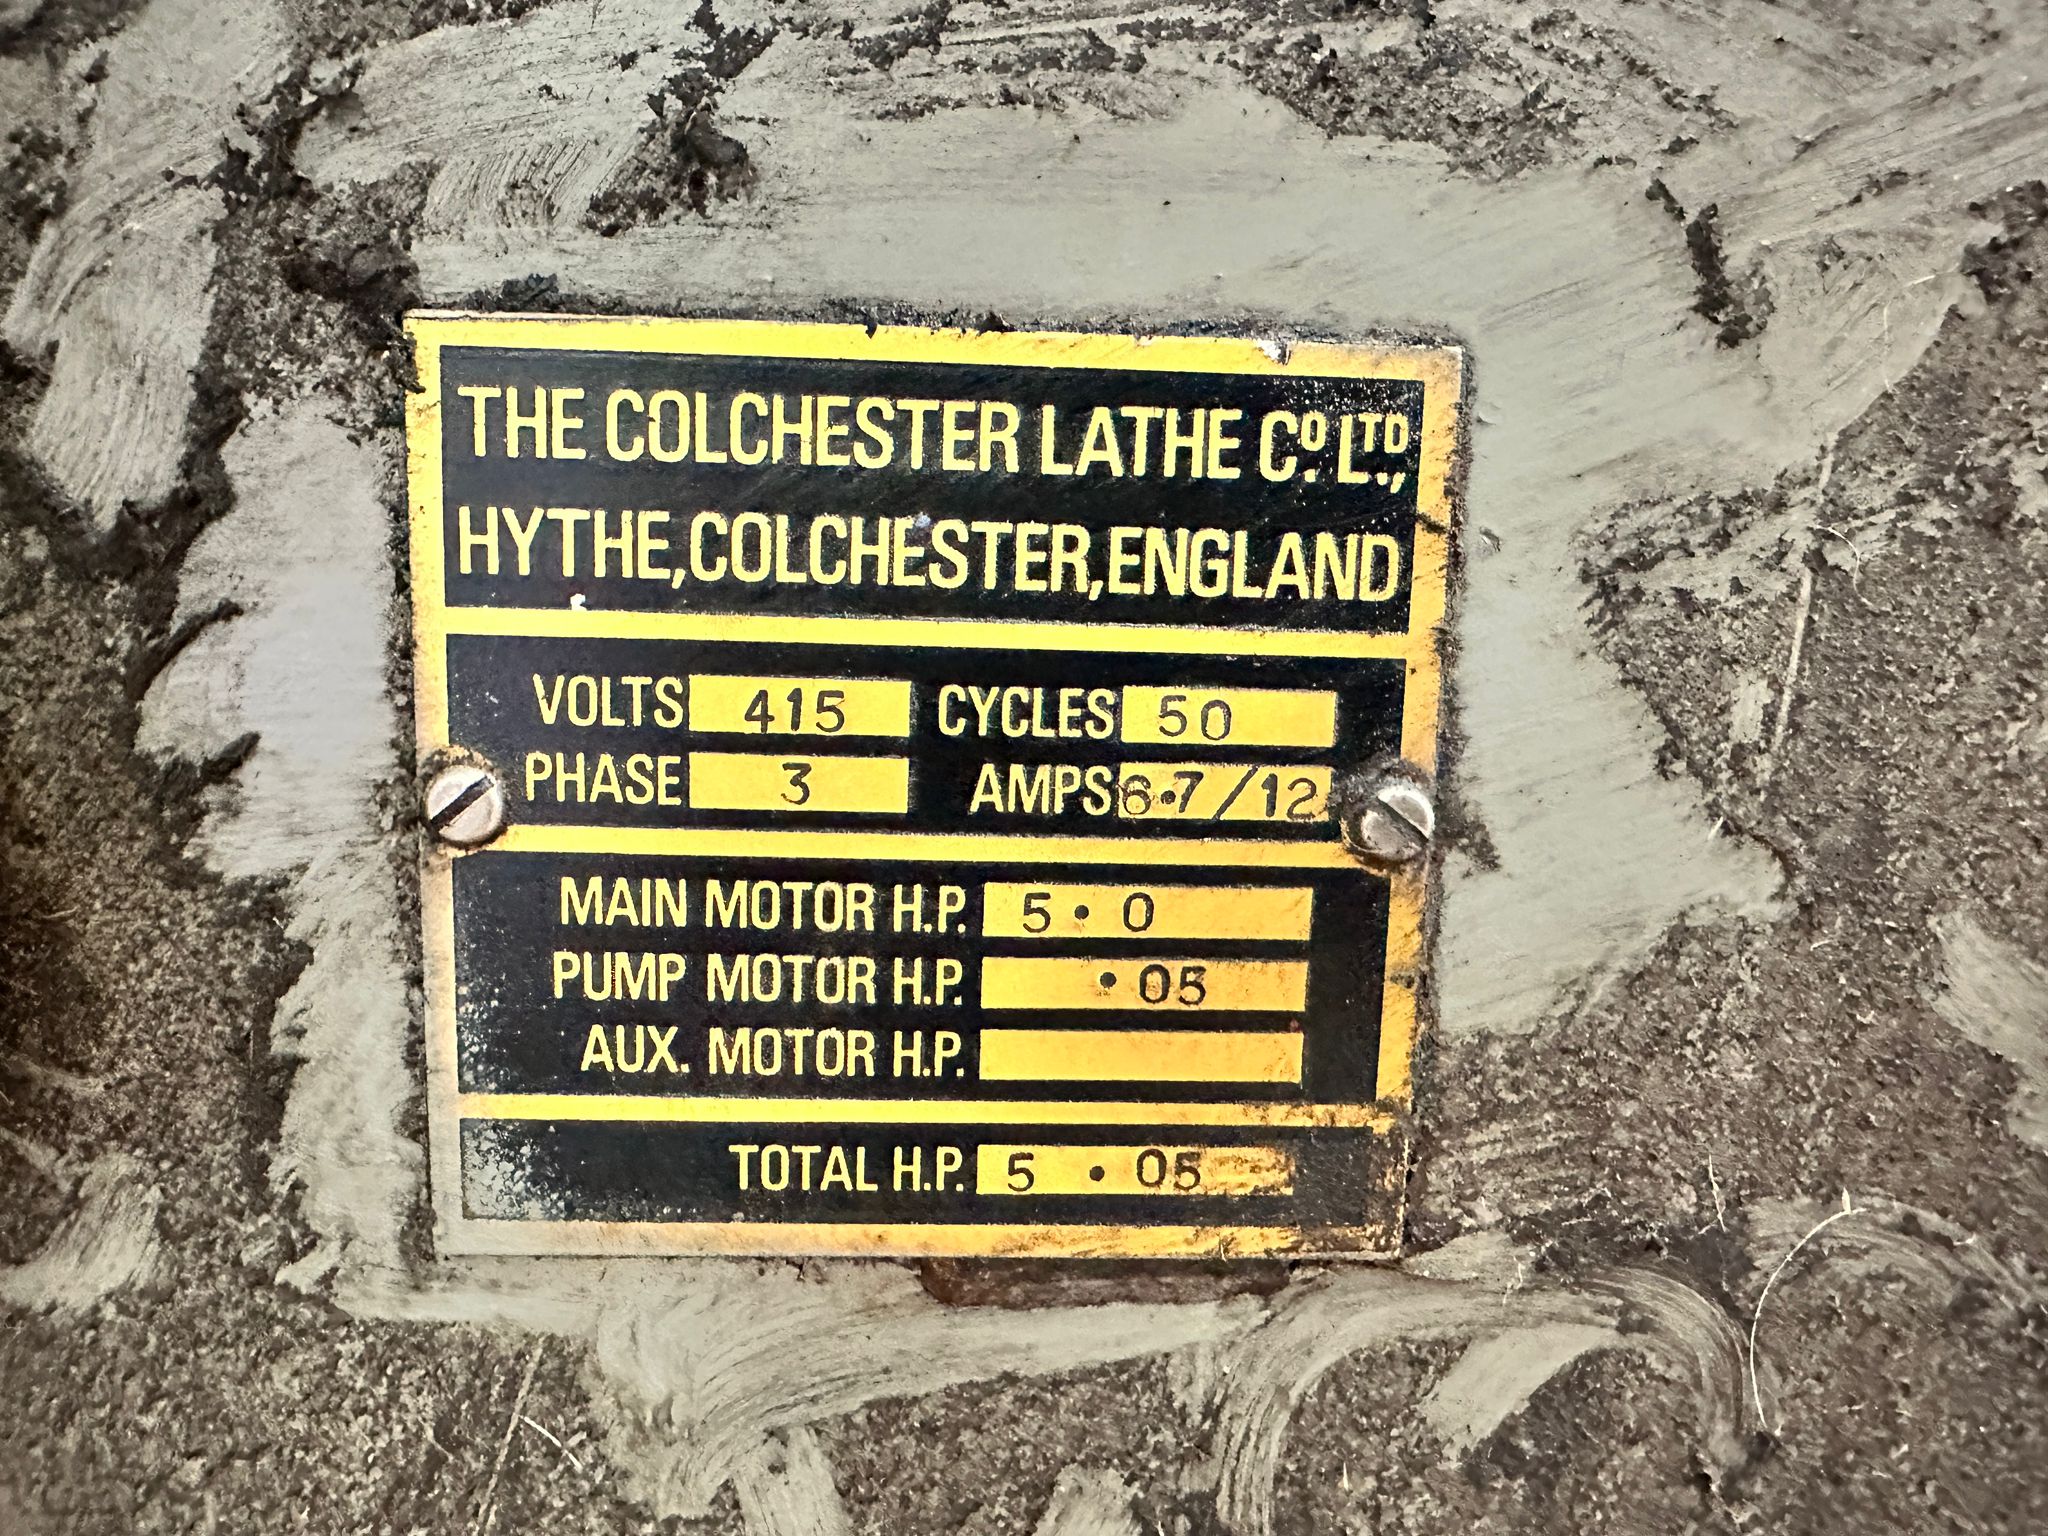 THE COLCHESTER LATHE Cº. LTD.,
HYTHE, COLCHESTER, ENGLAND
VOLTS 415 CYCLES 50
PHASE 3 AMPS 6·7/12
MAIN MOTOR H.P. 5·0
PUMP MOTOR H.P. ·05
AUX. MOTOR H.P.
TOTAL H.P. 5·05